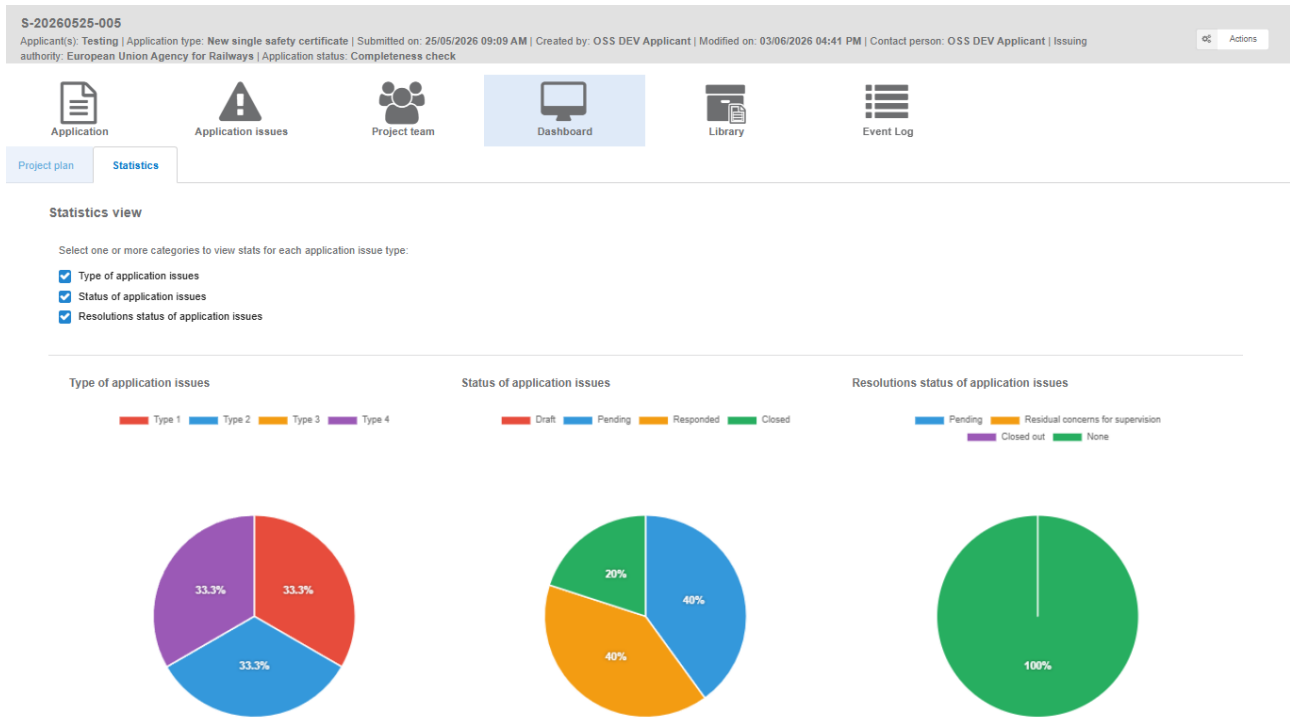 S-20260525-005
Applicant(s): Testing | Application type: New single safety certificate | Submitted on: 25/05/2026 09:09 AM | Created by: OSS DEV Applicant | Modified on: 03/06/2026 04:41 PM | Contact person: OSS DEV Applicant | Issuing
authority: European Union Agency for Railways | Application status: Completeness check
Actions
Application
Application issues
Project team
Dashboard
Library
Event Log
Project plan
Statistics
Statistics view
Select one or more categories to view stats for each application issue type:
Type of application issues
Status of application issues
Resolutions status of application issues
Type of application issues
Type 1 Type 2 Type 3 Type 4
33.3% 33.3%
33.3%
Status of application issues
Draft Pending Responded Closed
20%
40%
40%
Resolutions status of application issues
Pending Residual concerns for supervision
Closed out None
100%